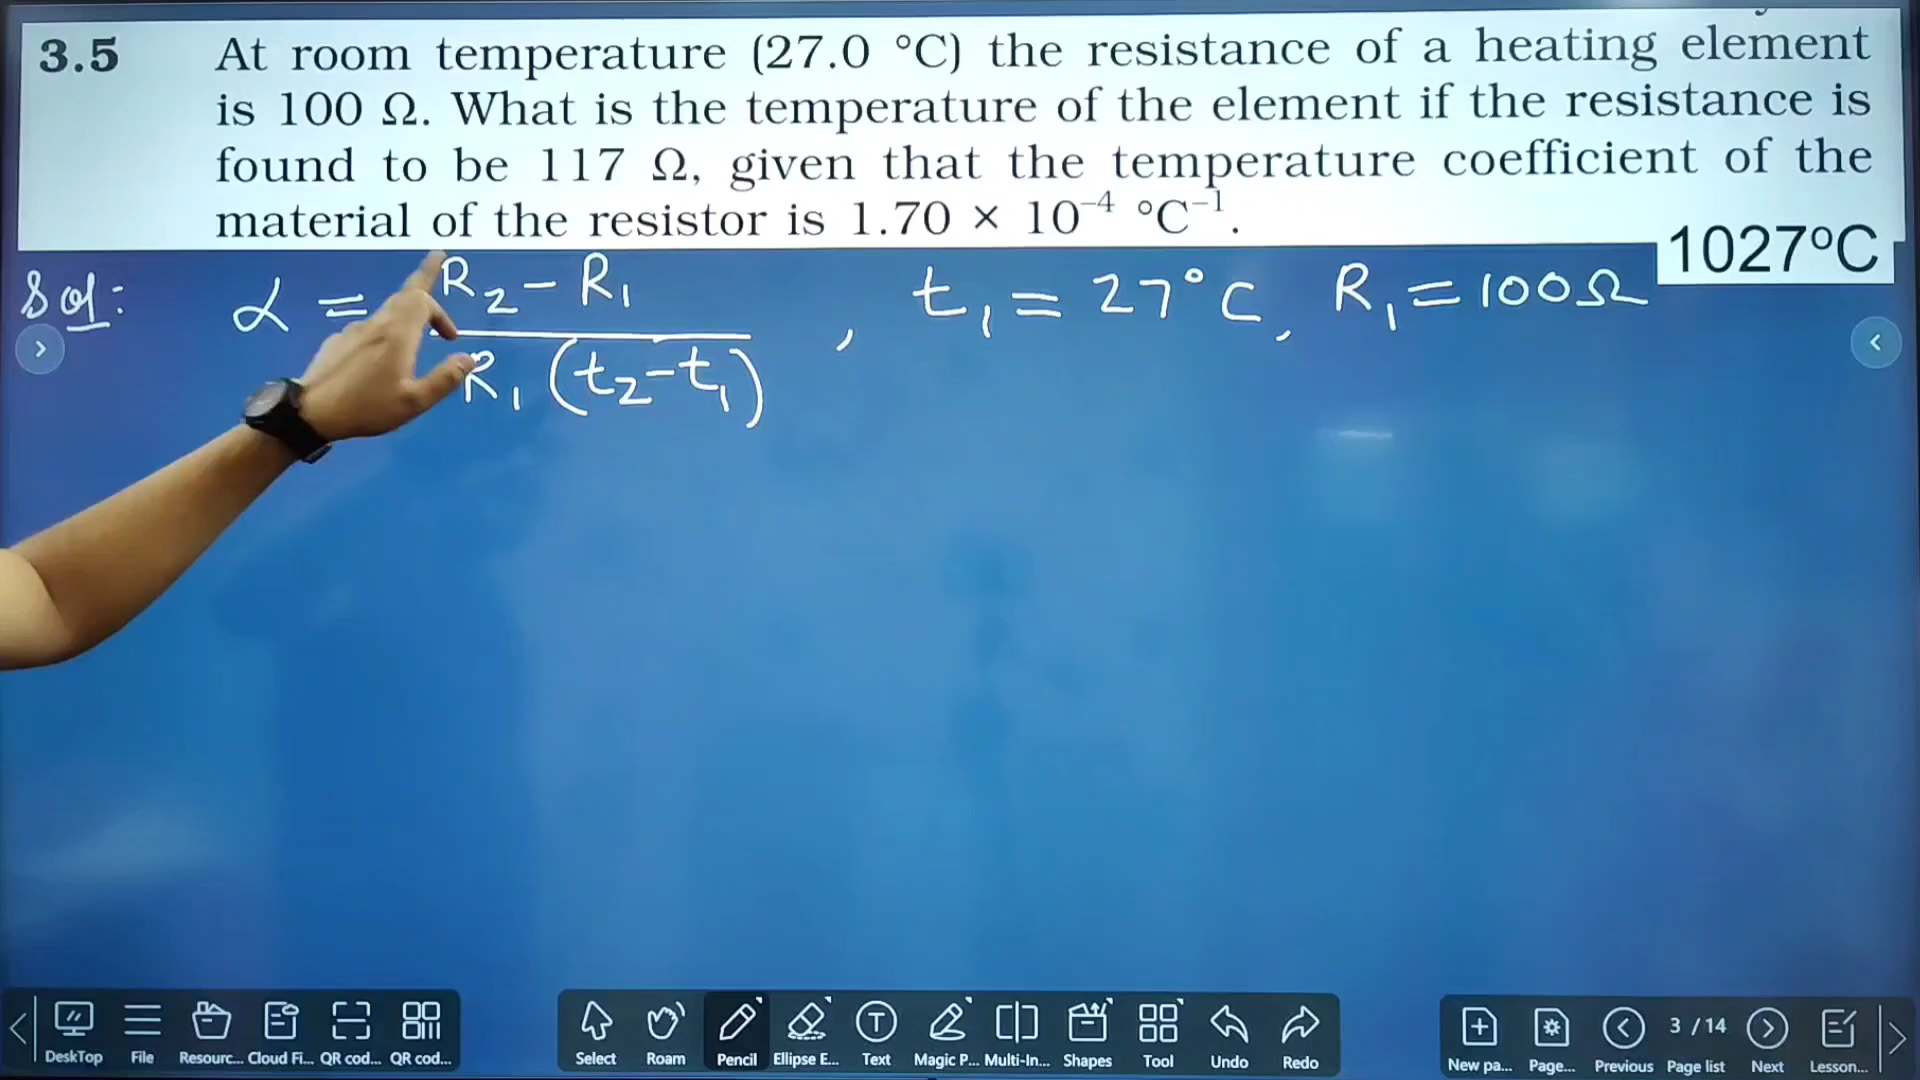 3.5 At room temperature (27.0 °C) the resistance of a heating element
is 100 Ω. What is the temperature of the element if the resistance is
found to be 117 Ω, given that the temperature coefficient of the
material of the resistor is 1.70 × 10⁻⁴ °C⁻¹.
1027°C
Sol: α = R₂ - R₁ / R₁ (t₂-t₁) , t₁ = 27°C, R₁ = 100Ω
DeskTop File Resourc... Cloud Fi... QR cod... QR cod... Select Roam Pencil Ellipse E... Text Magic P... Multi-In... Shapes Tool Undo Redo New pa... Page... Previous 3 / 14 Page list Next Lesson...